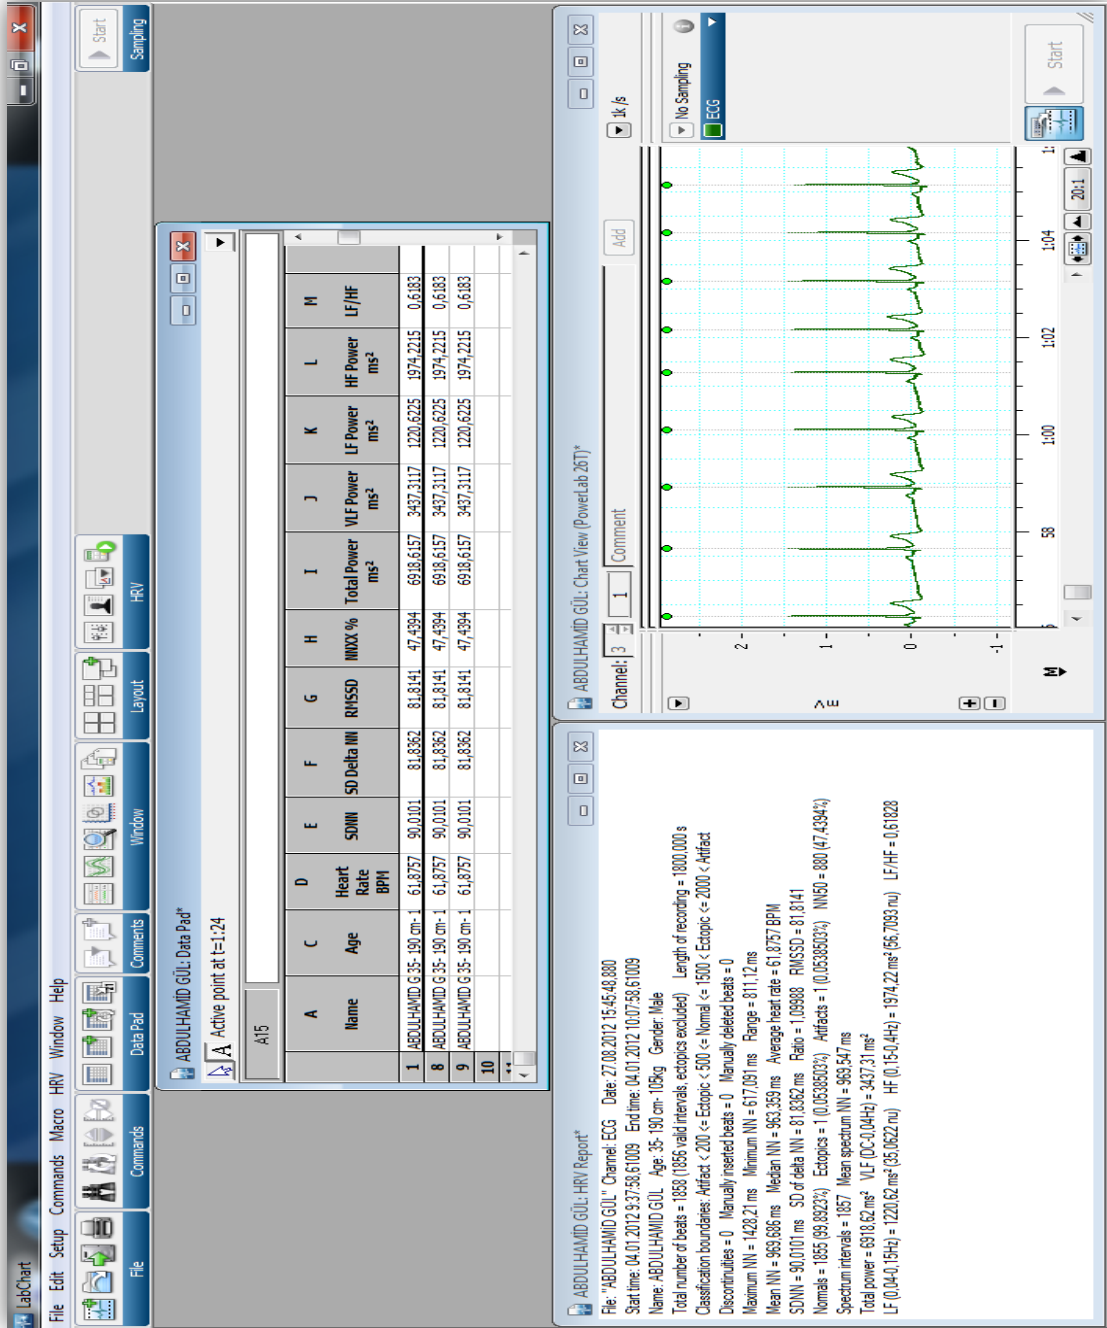 LabChart
File Edit Setup Commands Macro HRV Window Help
File Commands Data Pad Comments Window Layout HRV
Start
Sampling
ABDULHAMİD GÜL: Data Pad*
A Active point at t=1:24
A15
A C D E F G H I J K L M
Name Age Heart Rate BPM SDNN SD Delta NN RMSSD NNXX % Total Power ms² VLF Power ms² LF Power ms² HF Power ms² LF/HF
1 ABDULHAMID G 35- 190 cm- 1 61,8757 90,0101 81,8362 81,8141 47,4394 6918,6157 3437,3117 1220,6225 1974,2215 0,6183
8 ABDULHAMID G 35- 190 cm- 1 61,8757 90,0101 81,8362 81,8141 47,4394 6918,6157 3437,3117 1220,6225 1974,2215 0,6183
9 ABDULHAMID G 35- 190 cm- 1 61,8757 90,0101 81,8362 81,8141 47,4394 6918,6157 3437,3117 1220,6225 1974,2215 0,6183
10
11
ABDULHAMİD GÜL: HRV Report*
File: "ABDULHAMİD GÜL" Channel: ECG Date: 27.08.2012 15:45:48,880
Start time: 04.01.2012 9:37:58,61009 End time: 04.01.2012 10:07:58,61009
Name: ABDULHAMID GÜL Age: 35- 190 cm- 105kg Gender: Male
Total number of beats = 1858 (1856 valid intervals, ectopics excluded) Length of recording = 1800,000 s
Classification boundaries: Artifact < 200 <= Ectopic < 500 <= Normal <= 1500 < Ectopic <= 2000 < Artifact
Discontinuities = 0 Manually inserted beats = 0 Manually deleted beats = 0
Maximum NN = 1428,21 ms Minimum NN = 617,091 ms Range = 811,12 ms
Mean NN = 969,686 ms Median NN = 963,359 ms Average heart rate = 61,8757 BPM
SDNN = 90,0101 ms SD of delta NN = 81,8362 ms Ratio = 1,09988 RMSSD = 81,8141
Normals = 1855 (99,8923%) Ectopics = 1 (0,0538503%) Artifacts = 1 (0,0538503%) NN50 = 880 (47,4394%)
Spectrum intervals = 1857 Mean spectrum NN = 969,547 ms
Total power = 6918,62 ms² VLF (DC-0,04Hz) = 3437,31 ms²
LF (0,04-0,15Hz) = 1220,62 ms² (35,0622 nu) HF (0,15-0,4Hz) = 1974,22 ms² (56,7093 nu) LF/HF = 0,61828
ABDULHAMİD GÜL: Chart View (PowerLab 26T)*
Channel: 3 1 Comment Add
1k /s
No Sampling
ECG
mV
2
1
0
-1
M
58 1:00 1:02 1:04
20:1
Start